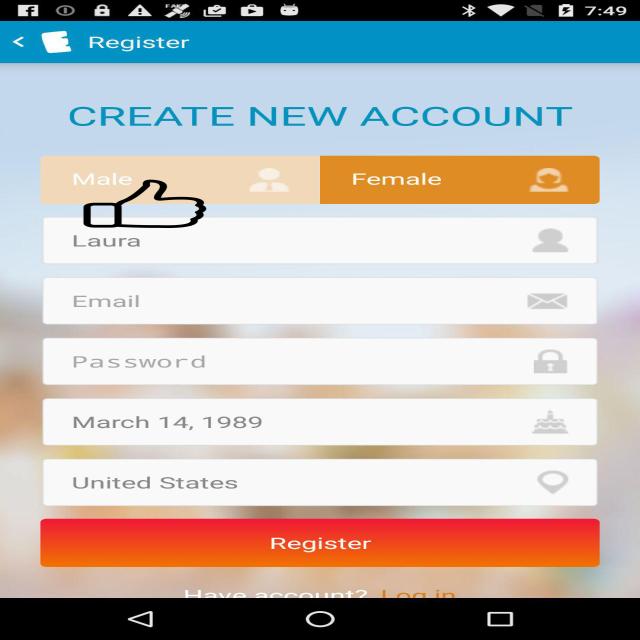 7:49
Register
CREATE NEW ACCOUNT
Male Female
Laura
Email
Password
March 14, 1989
United States
Register
Have account? Log in